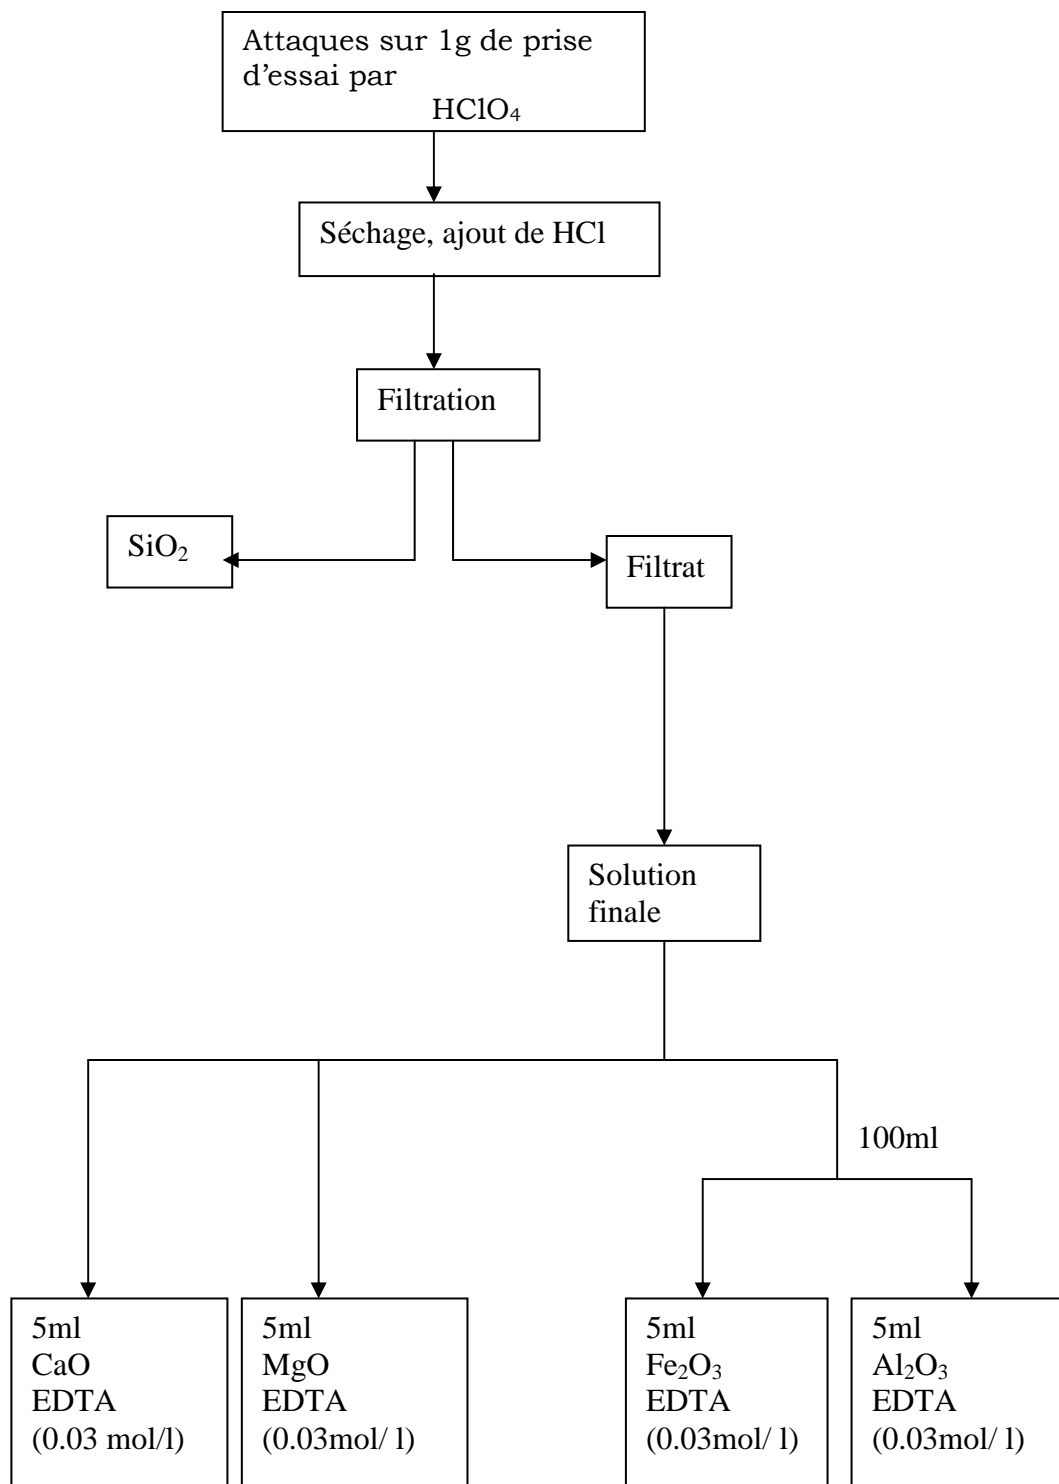 Attaques sur 1g de prise
d’essai par
HClO₄
Séchage, ajout de HCl
Filtration
SiO₂
Filtrat
Solution
finale
100ml
5ml
CaO
EDTA
(0.03 mol/l)
5ml
MgO
EDTA
(0.03mol/ l)
5ml
Fe₂O₃
EDTA
(0.03mol/ l)
5ml
Al₂O₃
EDTA
(0.03mol/ l)